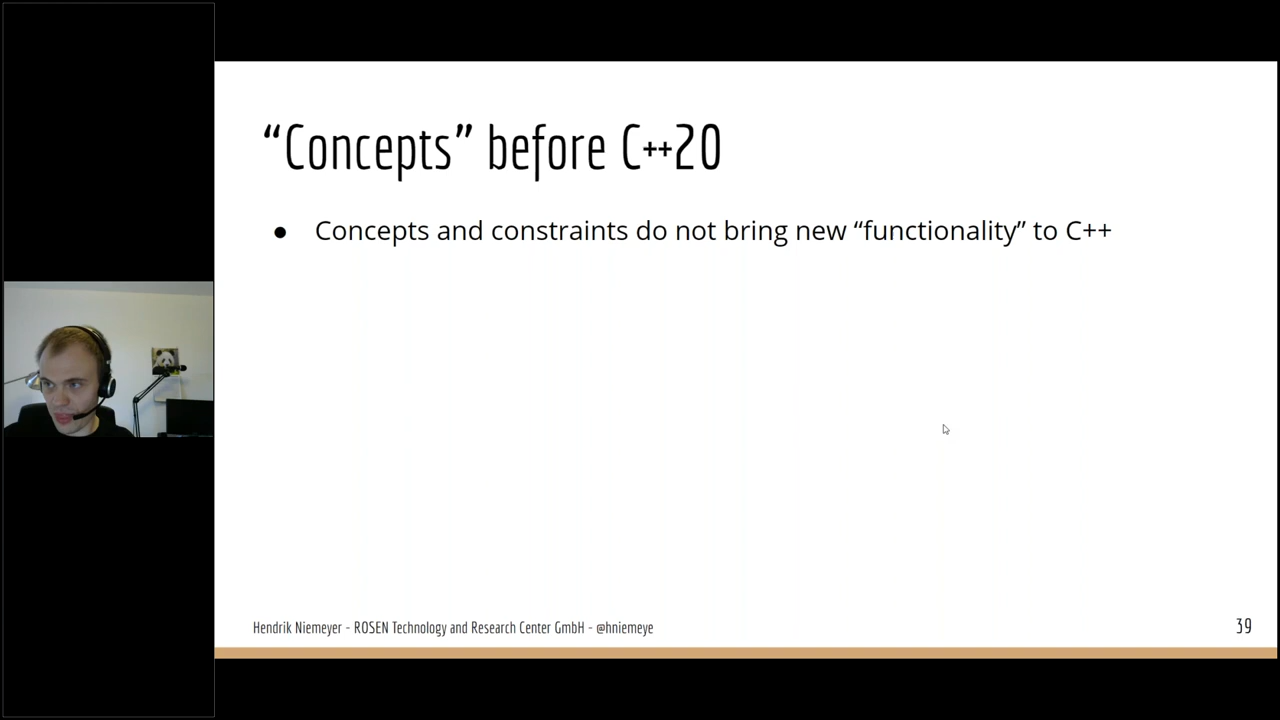 “Concepts” before C++20
● Concepts and constraints do not bring new “functionality” to C++
Hendrik Niemeyer - ROSEN Technology and Research Center GmbH - @hniemeye
39